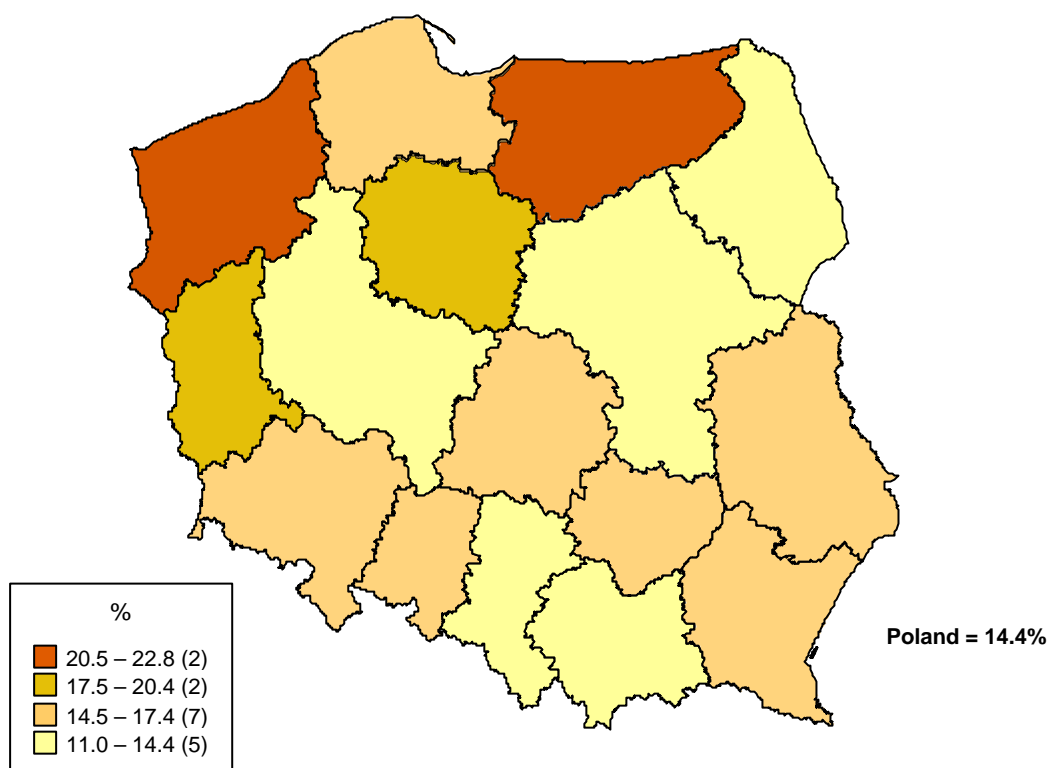 %
20.5 – 22.8 (2)
17.5 – 20.4 (2)
14.5 – 17.4 (7)
11.0 – 14.4 (5)
Poland = 14.4%